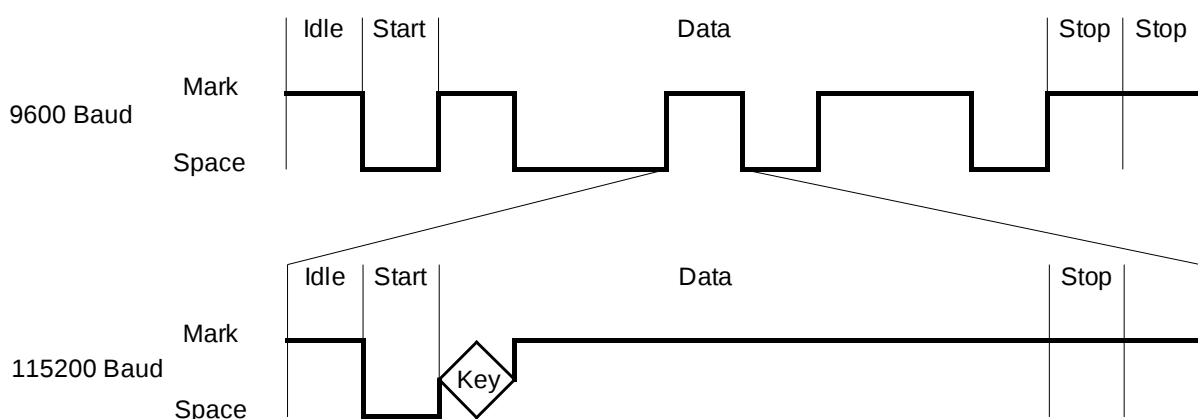 Idle Start Data Stop Stop
Mark
9600 Baud
Space
Idle Start Data Stop
Mark
115200 Baud
Key
Space